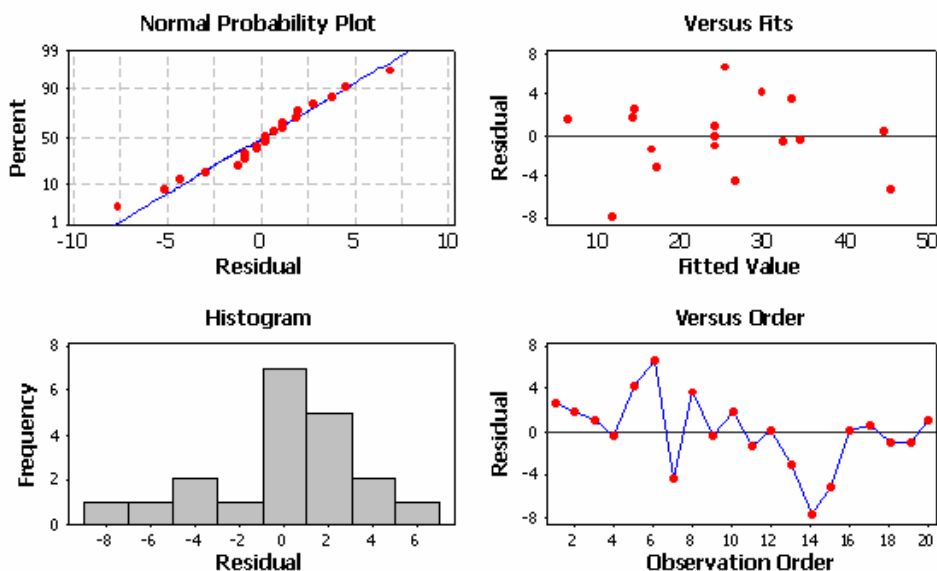 Normal Probability Plot
99
90
50
10
1
Percent
-10 -5 0 5 10
Residual
Versus Fits
8
4
0
-4
-8
Residual
10 20 30 40 50
Fitted Value
Histogram
8
6
4
2
0
Frequency
-8 -6 -4 -2 0 2 4 6
Residual
Versus Order
8
4
0
-4
-8
Residual
2 4 6 8 10 12 14 16 18 20
Observation Order